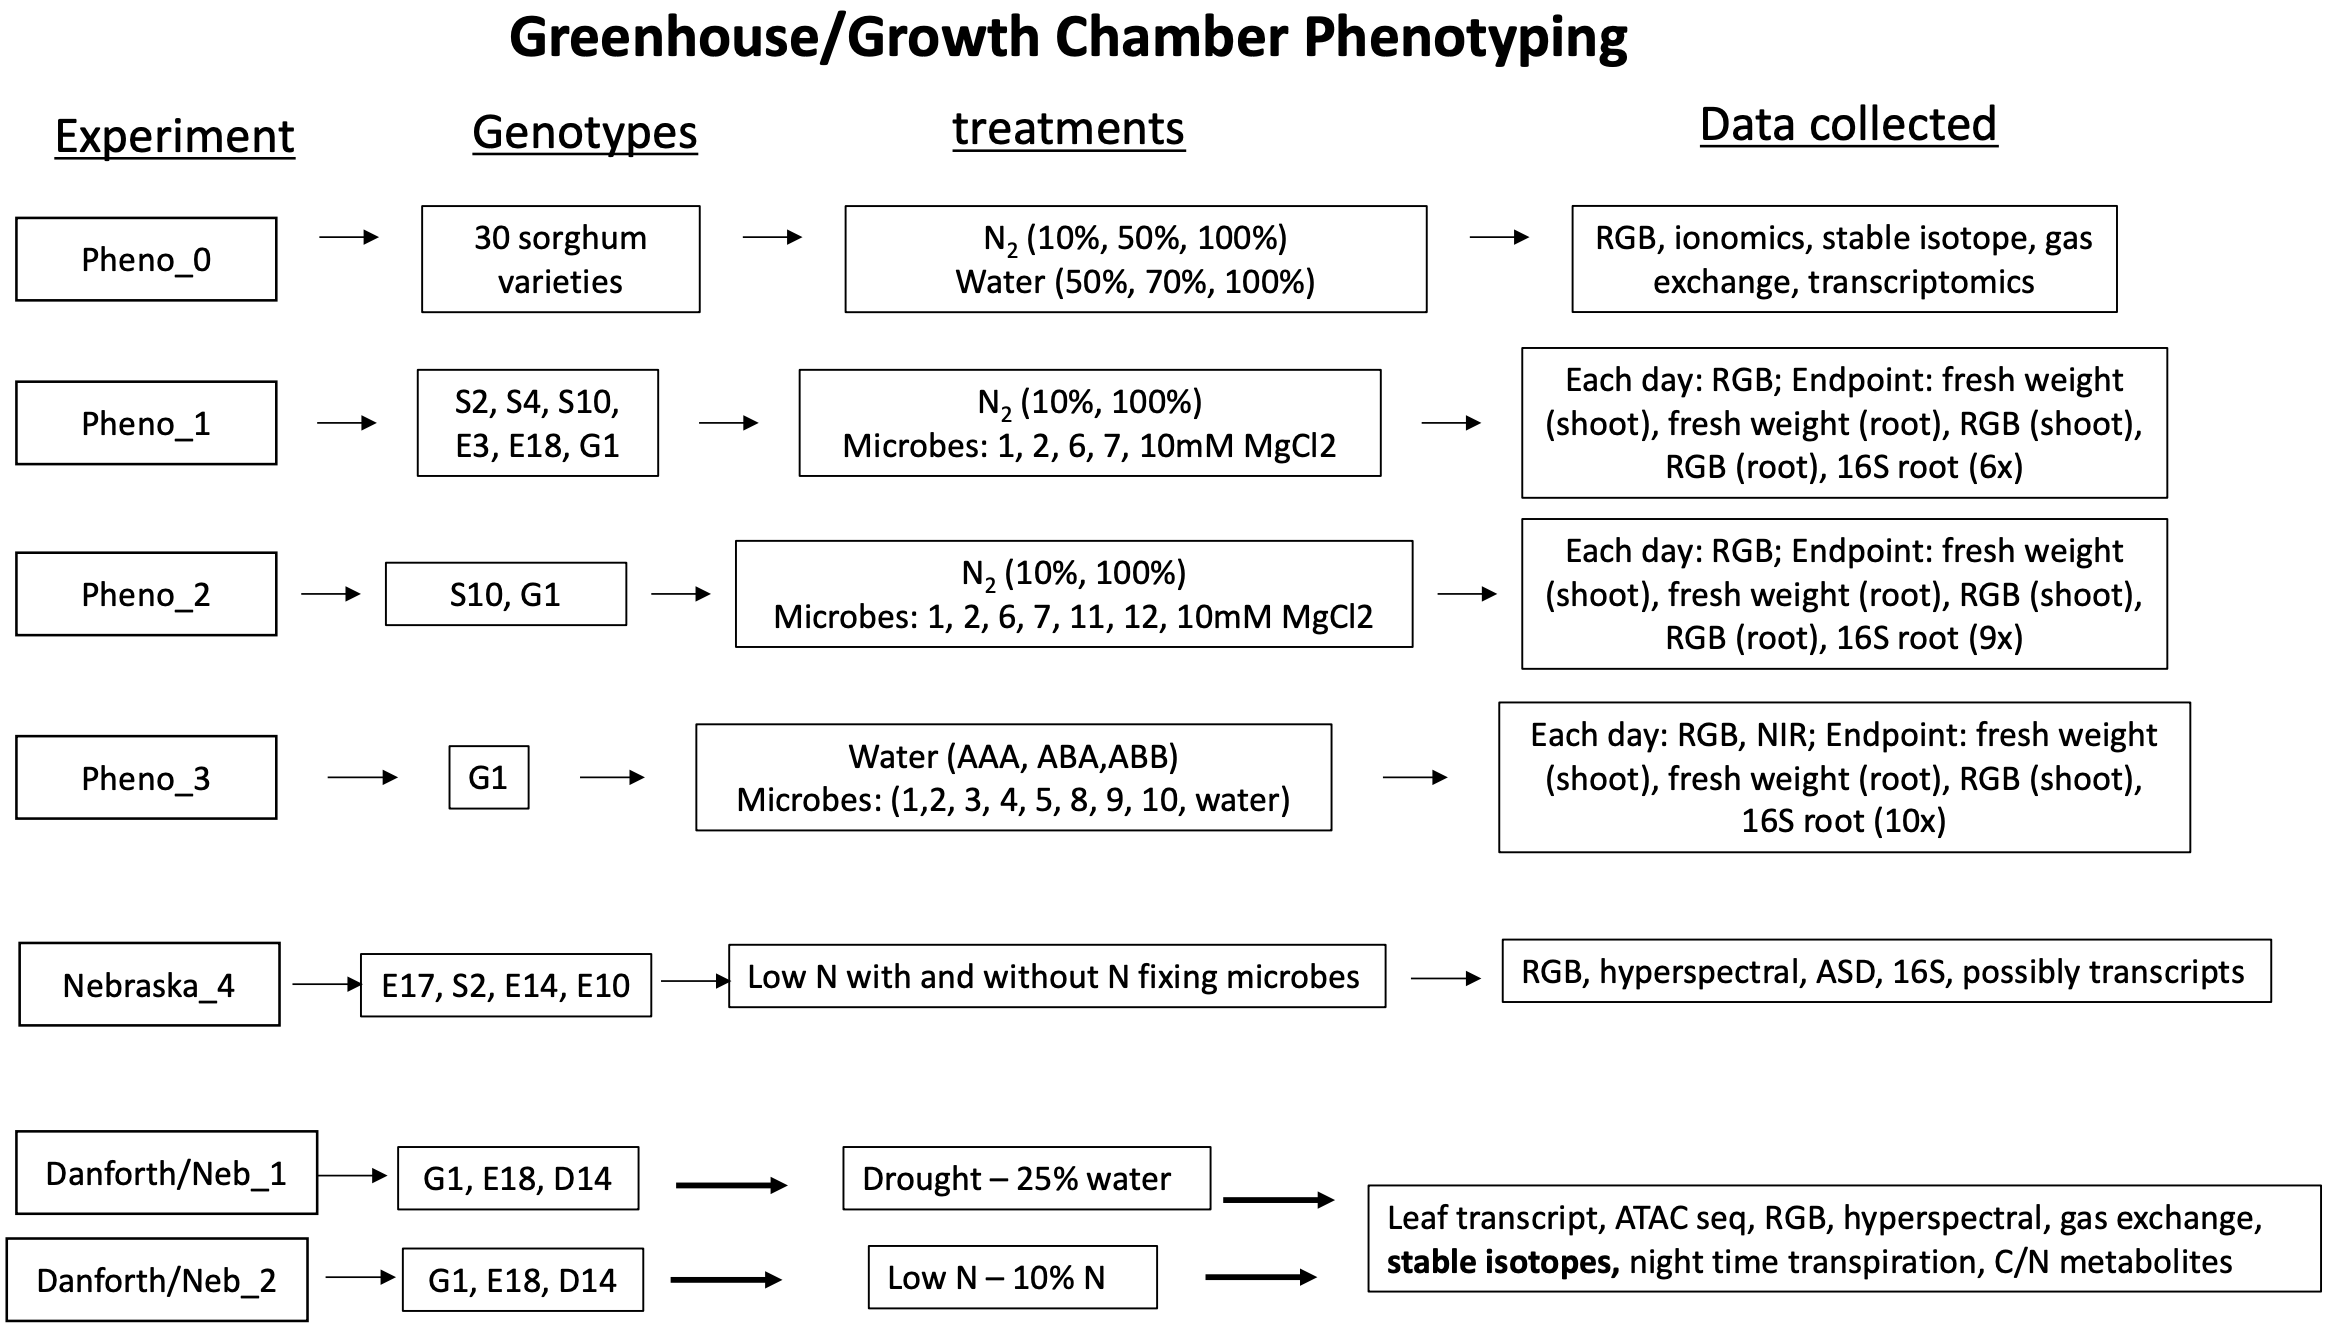 Greenhouse/Growth Chamber Phenotyping
Experiment
Genotypes
treatments
Data collected
Pheno_0
30 sorghum
varieties
N₂ (10%, 50%, 100%)
Water (50%, 70%, 100%)
RGB, ionomics, stable isotope, gas
exchange, transcriptomics
Pheno_1
S2, S4, S10,
E3, E18, G1
N₂ (10%, 100%)
Microbes: 1, 2, 6, 7, 10mM MgCl2
Each day: RGB; Endpoint: fresh weight
(shoot), fresh weight (root), RGB (shoot),
RGB (root), 16S root (6x)
Pheno_2
S10, G1
N₂ (10%, 100%)
Microbes: 1, 2, 6, 7, 11, 12, 10mM MgCl2
Each day: RGB; Endpoint: fresh weight
(shoot), fresh weight (root), RGB (shoot),
RGB (root), 16S root (9x)
Pheno_3
G1
Water (AAA, ABA,ABB)
Microbes: (1,2, 3, 4, 5, 8, 9, 10, water)
Each day: RGB, NIR; Endpoint: fresh weight
(shoot), fresh weight (root), RGB (shoot),
16S root (10x)
Nebraska_4
E17, S2, E14, E10
Low N with and without N fixing microbes
RGB, hyperspectral, ASD, 16S, possibly transcripts
Danforth/Neb_1
G1, E18, D14
Drought – 25% water
Danforth/Neb_2
G1, E18, D14
Low N – 10% N
Leaf transcript, ATAC seq, RGB, hyperspectral, gas exchange,
stable isotopes, night time transpiration, C/N metabolites